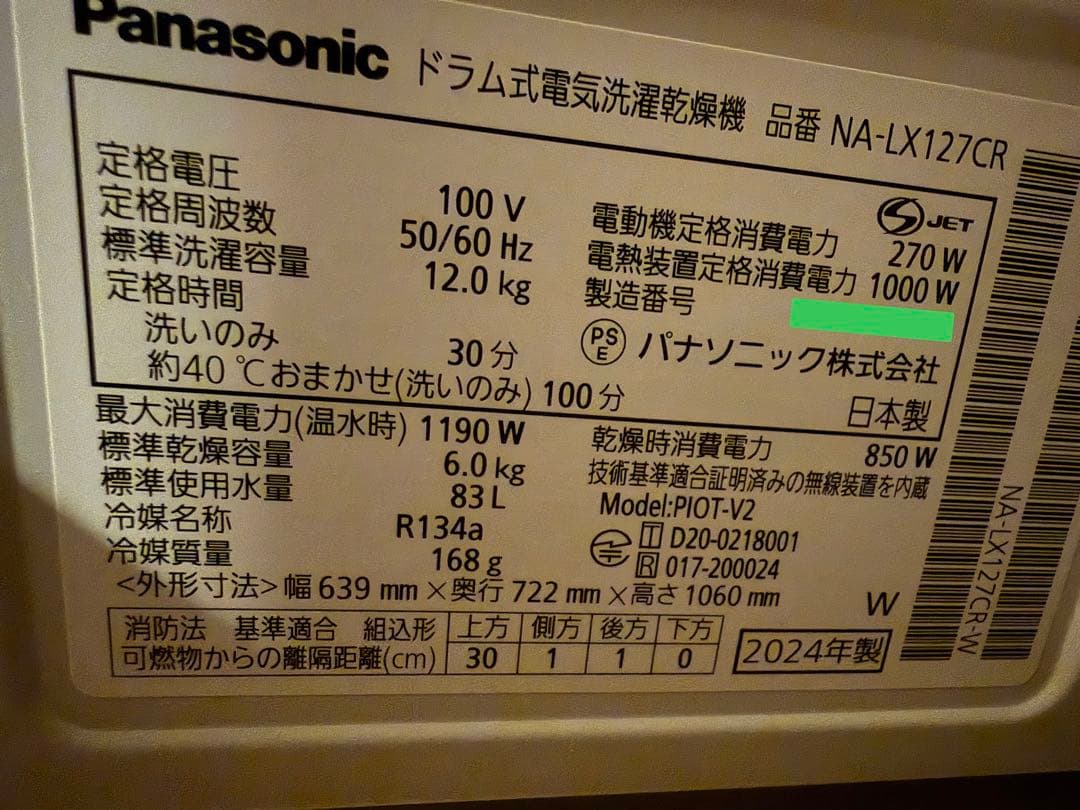 Panasonic ドラム式電気洗濯乾燥機 品番 NA-LX127CR
定格電圧 100 V
定格周波数 50/60 Hz
標準洗濯容量 12.0 kg
定格時間
洗いのみ 30 分
約40 ℃おまかせ(洗いのみ) 100 分
JET
電動機定格消費電力 270 W
電熱装置定格消費電力 1000 W
製造番号
PS E パナソニック株式会社
日本製
最大消費電力(温水時) 1190 W
標準乾燥容量 6.0 kg
標準使用水量 83 L
冷媒名称 R134a
冷媒質量 168 g
乾燥時消費電力 850 W
技術基準適合証明済みの無線装置を内蔵
Model:PIOT-V2
T D20-0218001
R 017-200024
<外形寸法> 幅 639 mm × 奥行 722 mm × 高さ 1060 mm
W
消防法 基準適合 組込形 上方 側方 後方 下方
可燃物からの離隔距離(cm) 30 1 1 0
2024年製
NA-LX127CR-W